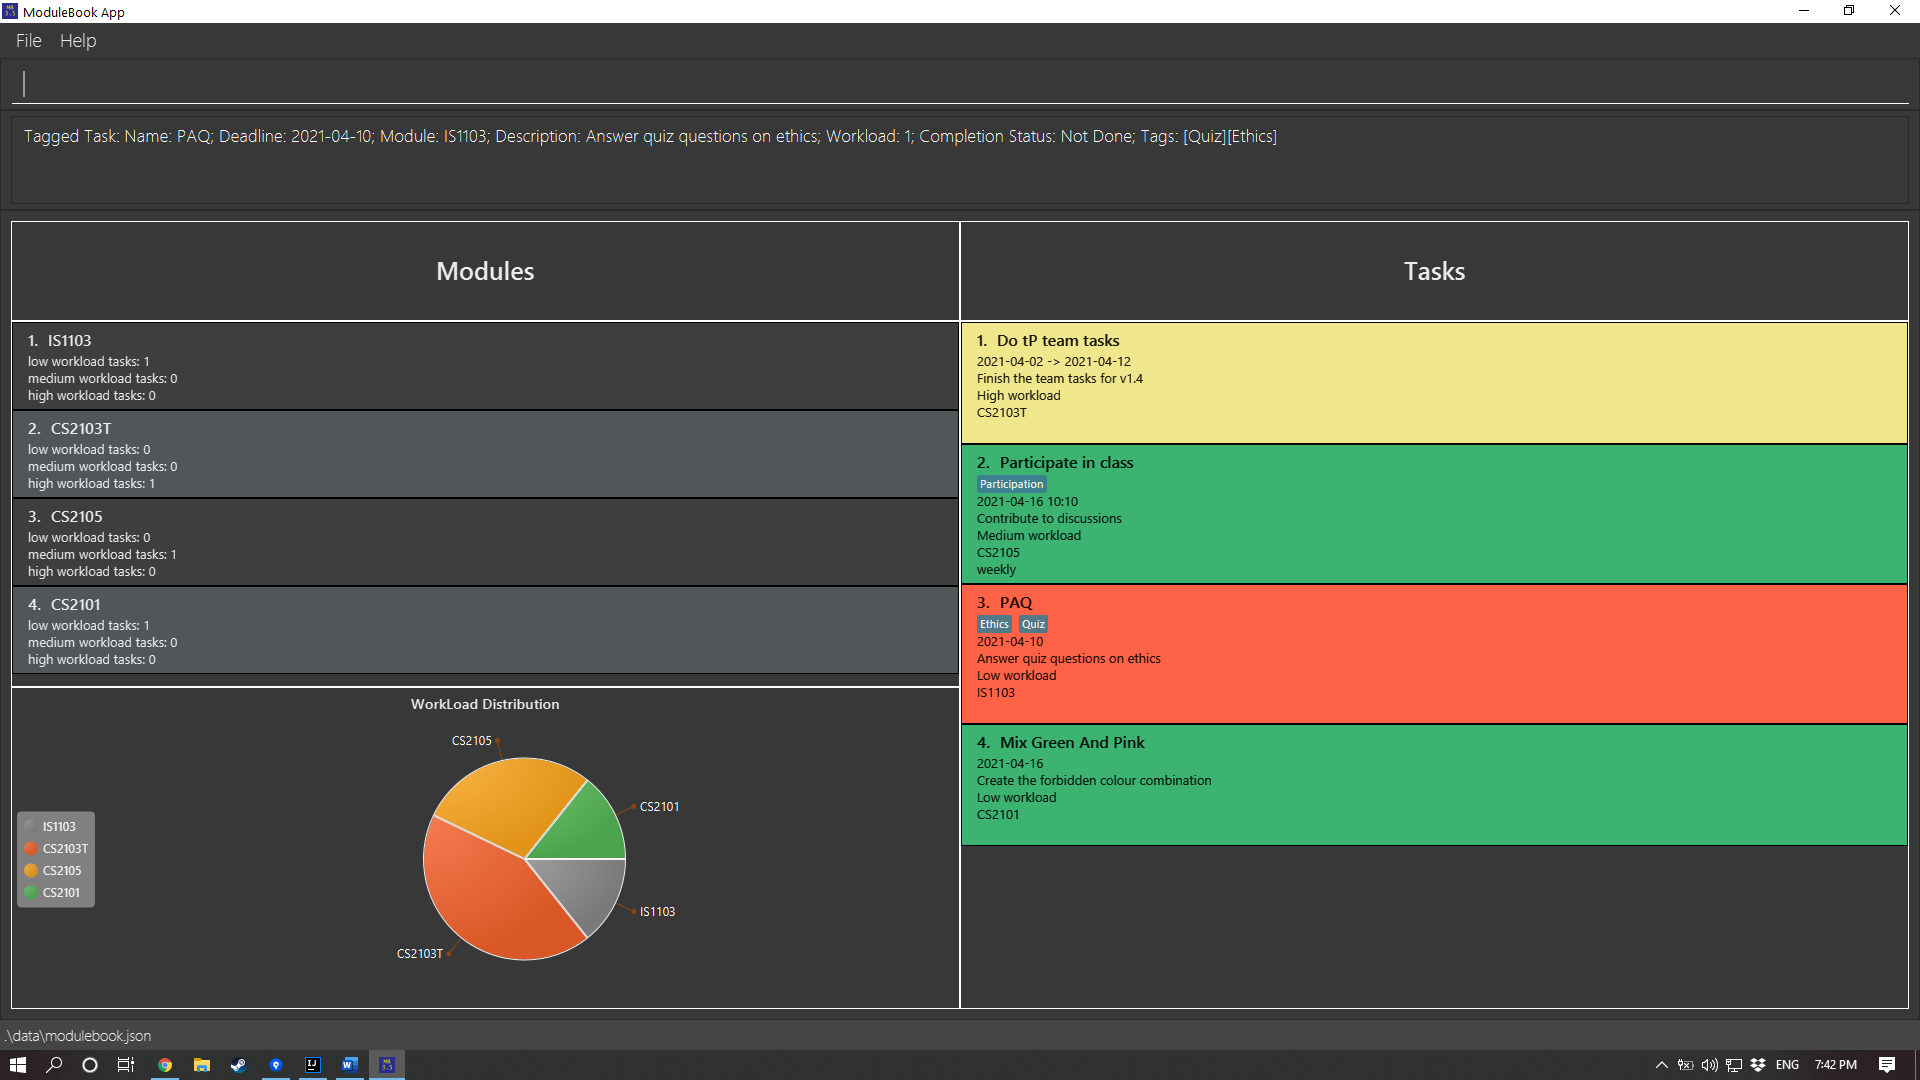 ModuleBook App
File Help
Tagged Task: Name: PAQ; Deadline: 2021-04-10; Module: IS1103; Description: Answer quiz questions on ethics; Workload: 1; Completion Status: Not Done; Tags: [Quiz][Ethics]
Modules
1. IS1103
low workload tasks: 1
medium workload tasks: 0
high workload tasks: 0
2. CS2103T
low workload tasks: 0
medium workload tasks: 0
high workload tasks: 1
3. CS2105
low workload tasks: 0
medium workload tasks: 1
high workload tasks: 0
4. CS2101
low workload tasks: 1
medium workload tasks: 0
high workload tasks: 0
WorkLoad Distribution
CS2105
CS2101
IS1103
CS2103T
IS1103
CS2103T
CS2105
CS2101
Tasks
1. Do tP team tasks
2021-04-02 -> 2021-04-12
Finish the team tasks for v1.4
High workload
CS2103T
2. Participate in class
Participation
2021-04-16 10:10
Contribute to discussions
Medium workload
CS2105
weekly
3. PAQ
Ethics Quiz
2021-04-10
Answer quiz questions on ethics
Low workload
IS1103
4. Mix Green And Pink
2021-04-16
Create the forbidden colour combination
Low workload
CS2101
.\data\modulebook.json
ENG 7:42 PM